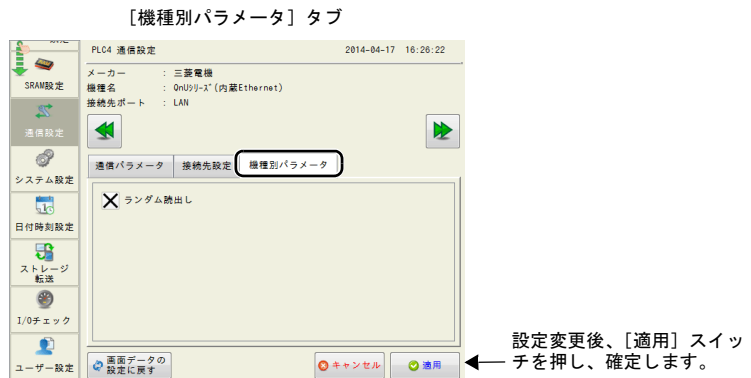 ［機種別パラメータ］タブ
PLC4 通信設定 2014-04-17 16:26:22
メーカー : 三菱電機
機種名 : QnUｼﾘｰｽﾞ(内蔵Ethernet)
接続先ポート : LAN
SRAM設定
通信設定
システム設定
日付時刻設定
ストレージ
転送
I/Oチェック
ユーザー設定
通信パラメータ 接続先設定 機種別パラメータ
ランダム読出し
画面データの
設定に戻す
キャンセル 適用
設定変更後、［適用］スイッ
チを押し、確定します。